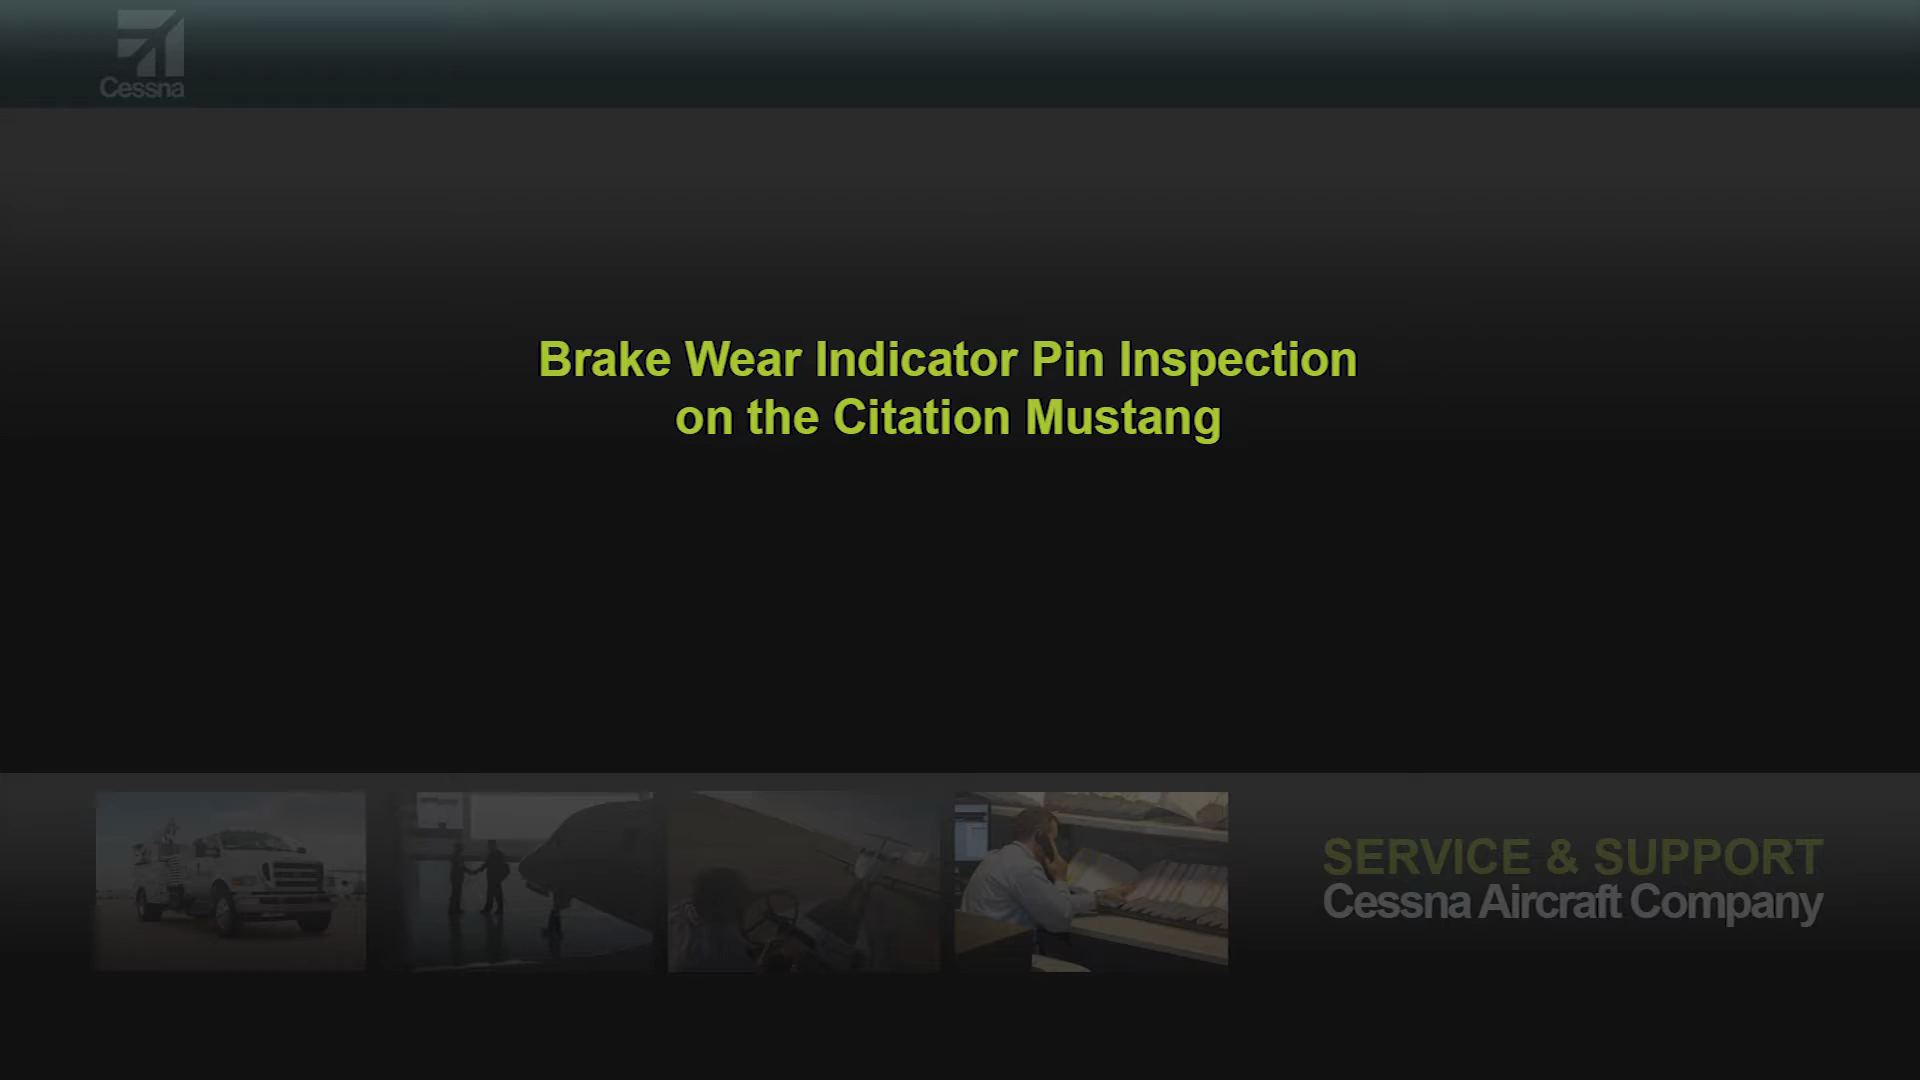 Cessna
Brake Wear Indicator Pin Inspection
on the Citation Mustang
SERVICE & SUPPORT
Cessna Aircraft Company